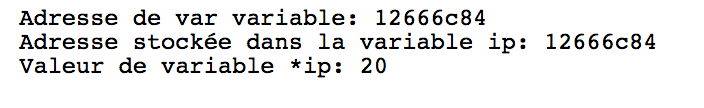 Adresse de var variable: 12666c84
Adresse stockée dans la variable ip: 12666c84
Valeur de variable *ip: 20